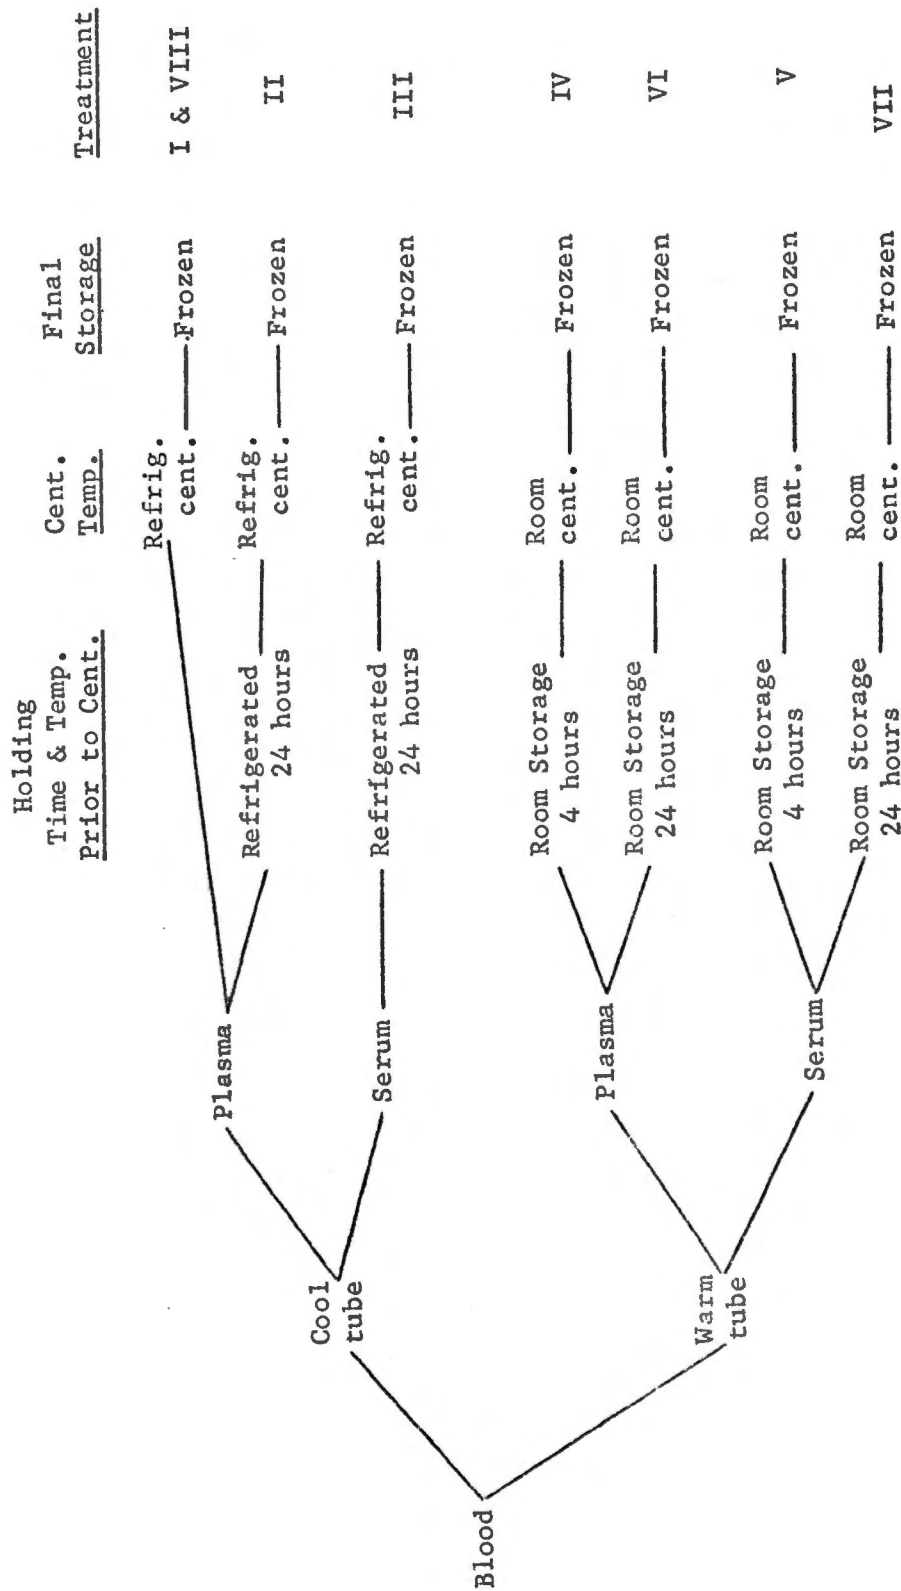 Holding
Time & Temp.
Prior to Cent.
Cent.
Temp.
Final
Storage
Treatment
Blood
Cool
tube
Plasma
Refrig.
cent.
Frozen
I & VIII
Refrigerated
24 hours
Refrig.
cent.
Frozen
II
Serum
Refrigerated
24 hours
Refrig.
cent.
Frozen
III
Warm
tube
Plasma
Room Storage
4 hours
Room
cent.
Frozen
IV
Room Storage
24 hours
Room
cent.
Frozen
VI
Serum
Room Storage
4 hours
Room
cent.
Frozen
V
Room Storage
24 hours
Room
cent.
Frozen
VII